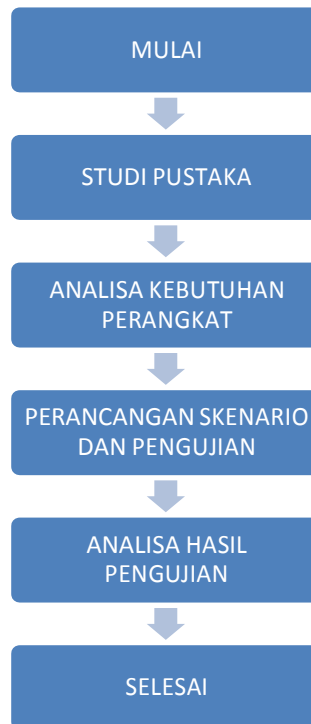 MULAI
STUDI PUSTAKA
ANALISA KEBUTUHAN
PERANGKAT
PERANCANGAN SKENARIO
DAN PENGUJIAN
ANALISA HASIL
PENGUJIAN
SELESAI